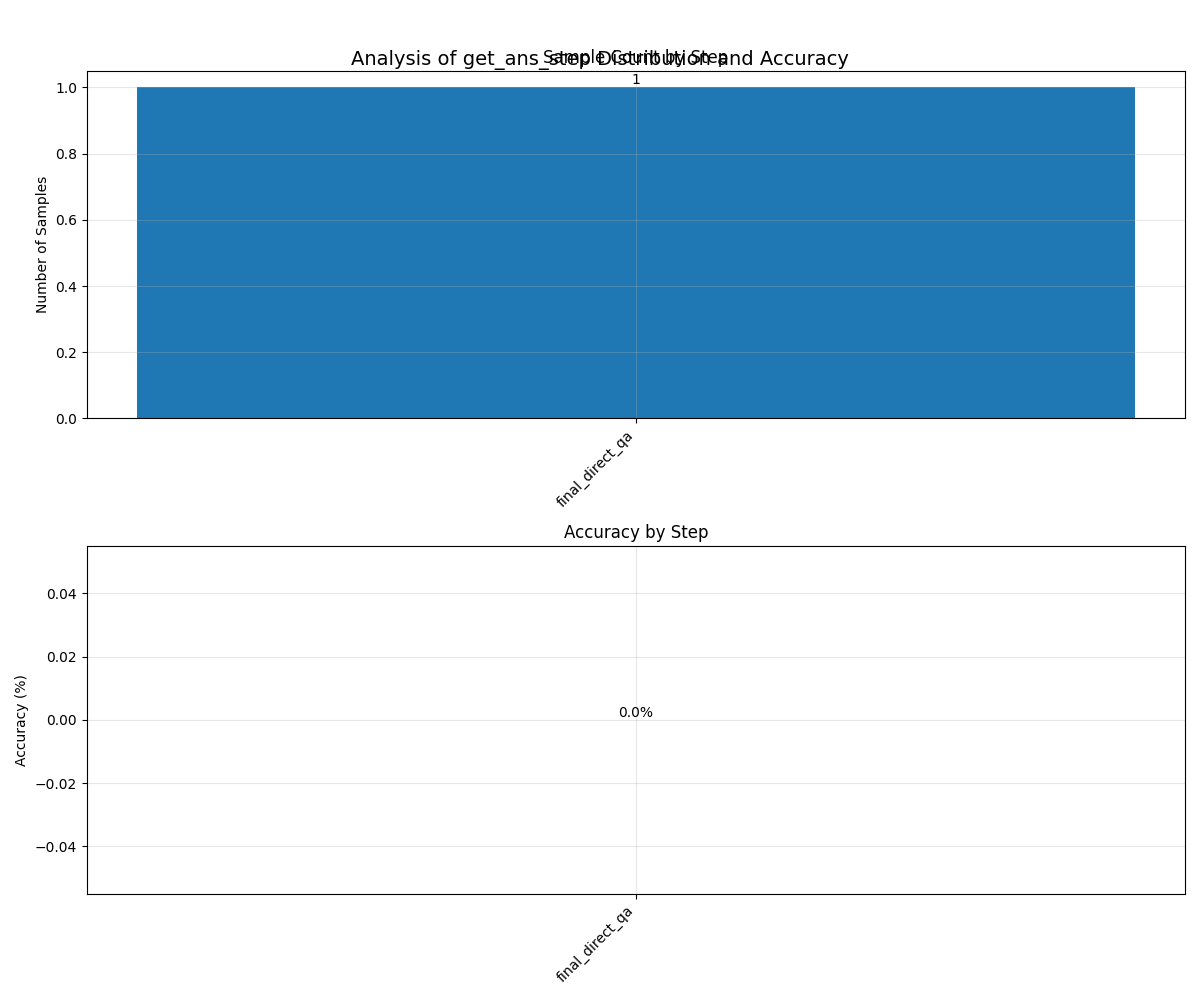 Analysis of get_ans_step Distribution and Accuracy
Sample Count by Step
1
1.0
0.8
0.6
0.4
0.2
0.0
Number of Samples
final_direct_qa
Accuracy by Step
0.04
0.02
0.00
−0.02
−0.04
Accuracy (%)
0.0%
final_direct_qa